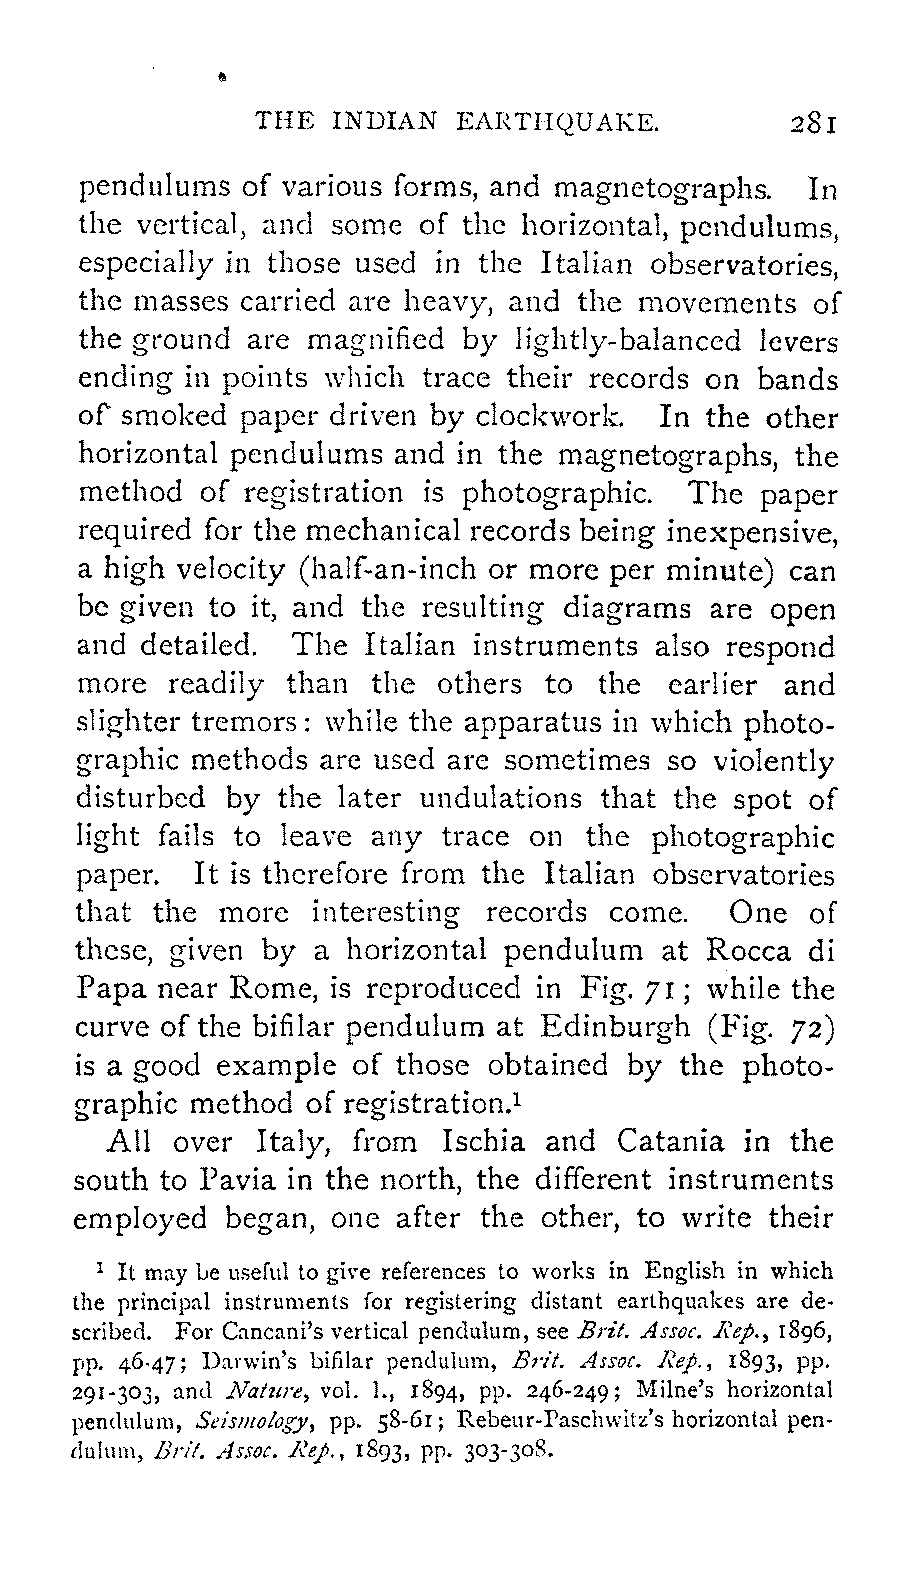 THE INDIAN EARTHQUAKE. 281
pendulums of various forms, and magnetographs. In
the vertical, and some of the horizontal, pendulums,
especially in those used in the Italian observatories,
the masses carried are heavy, and the movements of
the ground are magnified by lightly-balanced levers
ending in points which trace their records on bands
of smoked paper driven by clockwork. In the other
horizontal pendulums and in the magnetographs, the
method of registration is photographic. The paper
required for the mechanical records being inexpensive,
a high velocity (half-an-inch or more per minute) can
be given to it, and the resulting diagrams are open
and detailed. The Italian instruments also respond
more readily than the others to the earlier and
slighter tremors: while the apparatus in which photo-
graphic methods are used are sometimes so violently
disturbed by the later undulations that the spot of
light fails to leave any trace on the photographic
paper. It is therefore from the Italian observatories
that the more interesting records come. One of
these, given by a horizontal pendulum at Rocca di
Papa near Rome, is reproduced in Fig. 71; while the
curve of the bifilar pendulum at Edinburgh (Fig. 72)
is a good example of those obtained by the photo-
graphic method of registration.¹
All over Italy, from Ischia and Catania in the
south to Pavia in the north, the different instruments
employed began, one after the other, to write their
¹ It may be useful to give references to works in English in which
the principal instruments for registering distant earthquakes are de-
scribed. For Cancani's vertical pendulum, see Brit. Assoc. Rep., 1896,
pp. 46-47; Darwin's bifilar pendulum, Brit. Assoc. Rep., 1893, pp.
291-303, and Nature, vol. l., 1894, pp. 246-249; Milne's horizontal
pendulum, Seismology, pp. 58-61; Rebeur-Paschwitz's horizontal pen-
dulum, Brit. Assoc. Rep., 1893, pp. 303-308.